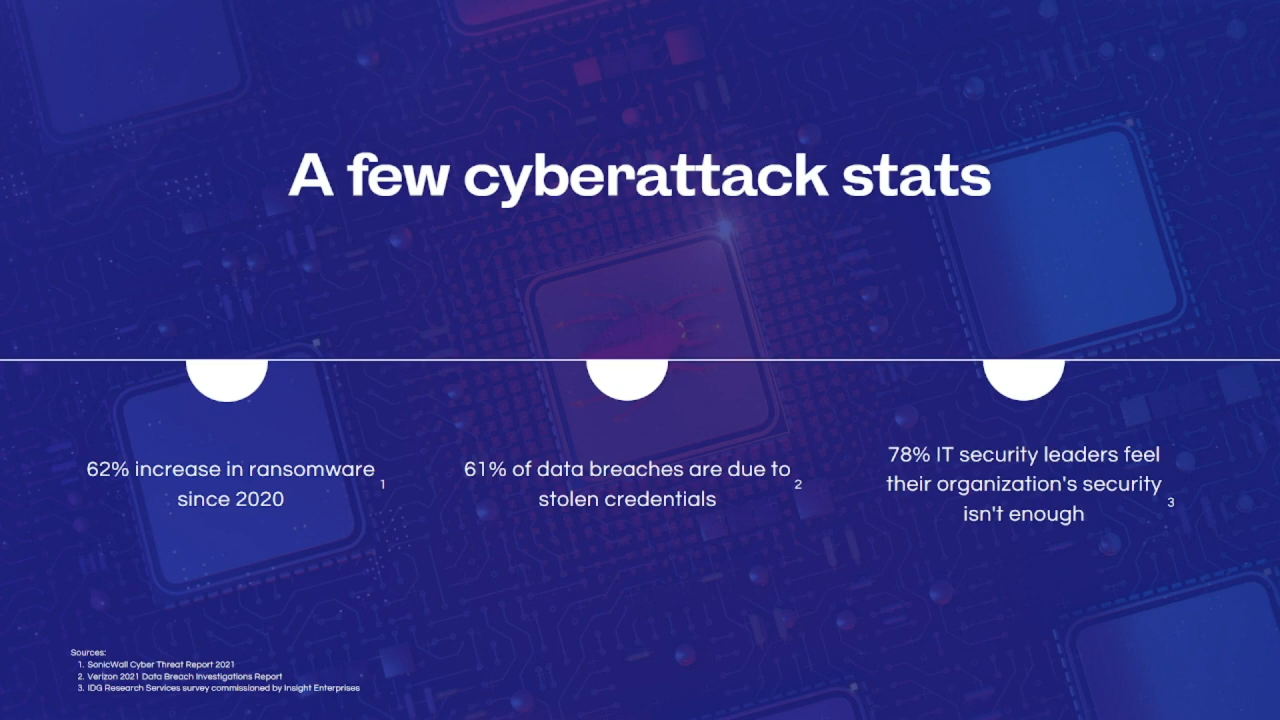 A few cyberattack stats
62% increase in ransomware
since 2020
1
61% of data breaches are due to
stolen credentials
2
78% IT security leaders feel
their organization's security
isn't enough
3
Sources:
1. SonicWall Cyber Threat Report 2021
2. Verizon 2021 Data Breach Investigations Report
3. IDG Research Services survey commissioned by Insight Enterprises